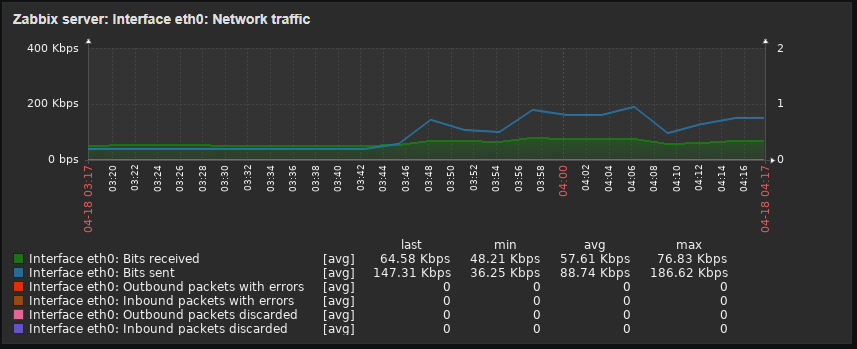 Zabbix server: Interface eth0: Network traffic
400 Kbps 2
200 Kbps 1
0 bps 0
04-18 03:17 03:20 03:22 03:24 03:26 03:28 03:30 03:32 03:34 03:36 03:38 03:40 03:42 03:44 03:46 03:48 03:50 03:52 03:54 03:56 03:58 04:00 04:02 04:04 04:06 04:08 04:10 04:12 04:14 04:16 04-18 04:17
last min avg max
Interface eth0: Bits received [avg] 64.58 Kbps 48.21 Kbps 57.61 Kbps 76.83 Kbps
Interface eth0: Bits sent [avg] 147.31 Kbps 36.25 Kbps 88.74 Kbps 186.62 Kbps
Interface eth0: Outbound packets with errors [avg] 0 0 0 0
Interface eth0: Inbound packets with errors [avg] 0 0 0 0
Interface eth0: Outbound packets discarded [avg] 0 0 0 0
Interface eth0: Inbound packets discarded [avg] 0 0 0 0